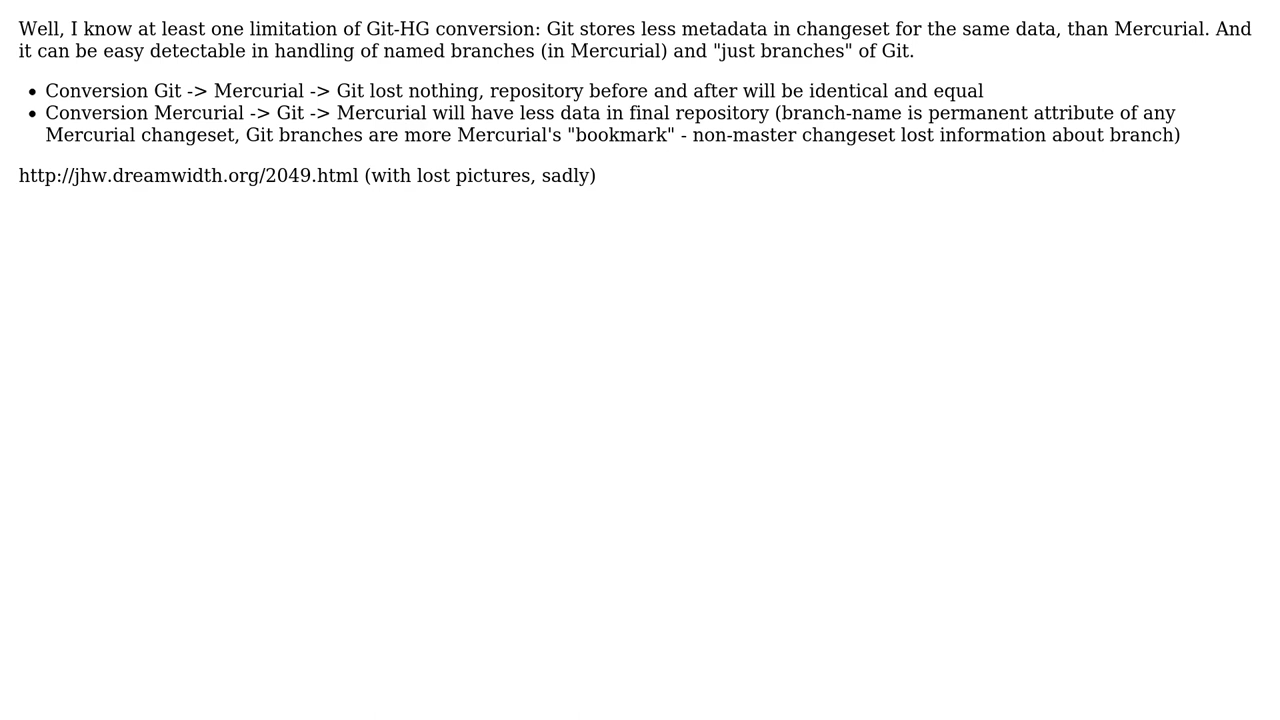 Well, I know at least one limitation of Git-HG conversion: Git stores less metadata in changeset for the same data, than Mercurial. And
it can be easy detectable in handling of named branches (in Mercurial) and "just branches" of Git.
• Conversion Git -> Mercurial -> Git lost nothing, repository before and after will be identical and equal
• Conversion Mercurial -> Git -> Mercurial will have less data in final repository (branch-name is permanent attribute of any
Mercurial changeset, Git branches are more Mercurial's "bookmark" - non-master changeset lost information about branch)
http://jhw.dreamwidth.org/2049.html (with lost pictures, sadly)